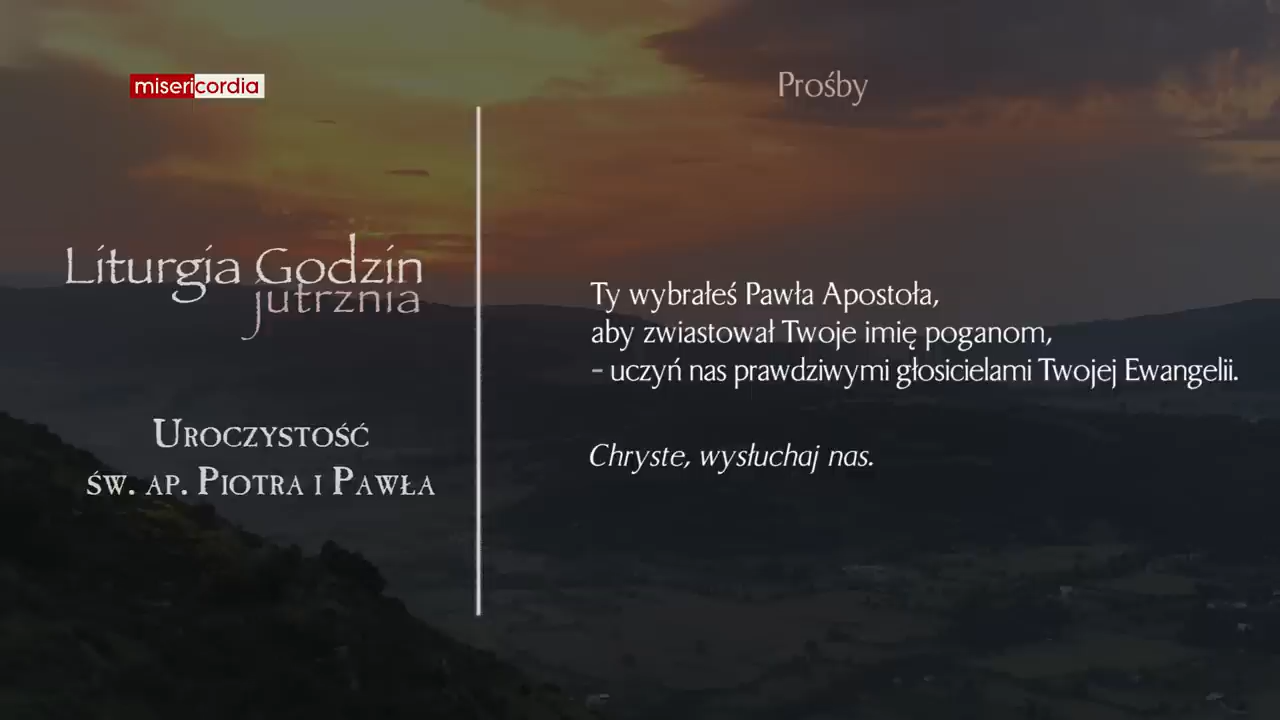 misericordia
Liturgia Godzin
jutrznia
Uroczystość
św. ap. Piotra i Pawła
Prośby
Ty wybrałeś Pawła Apostoła,
aby zwiastował Twoje imię poganom,
- uczyń nas prawdziwymi głosicielami Twojej Ewangelii.
Chryste, wysłuchaj nas.